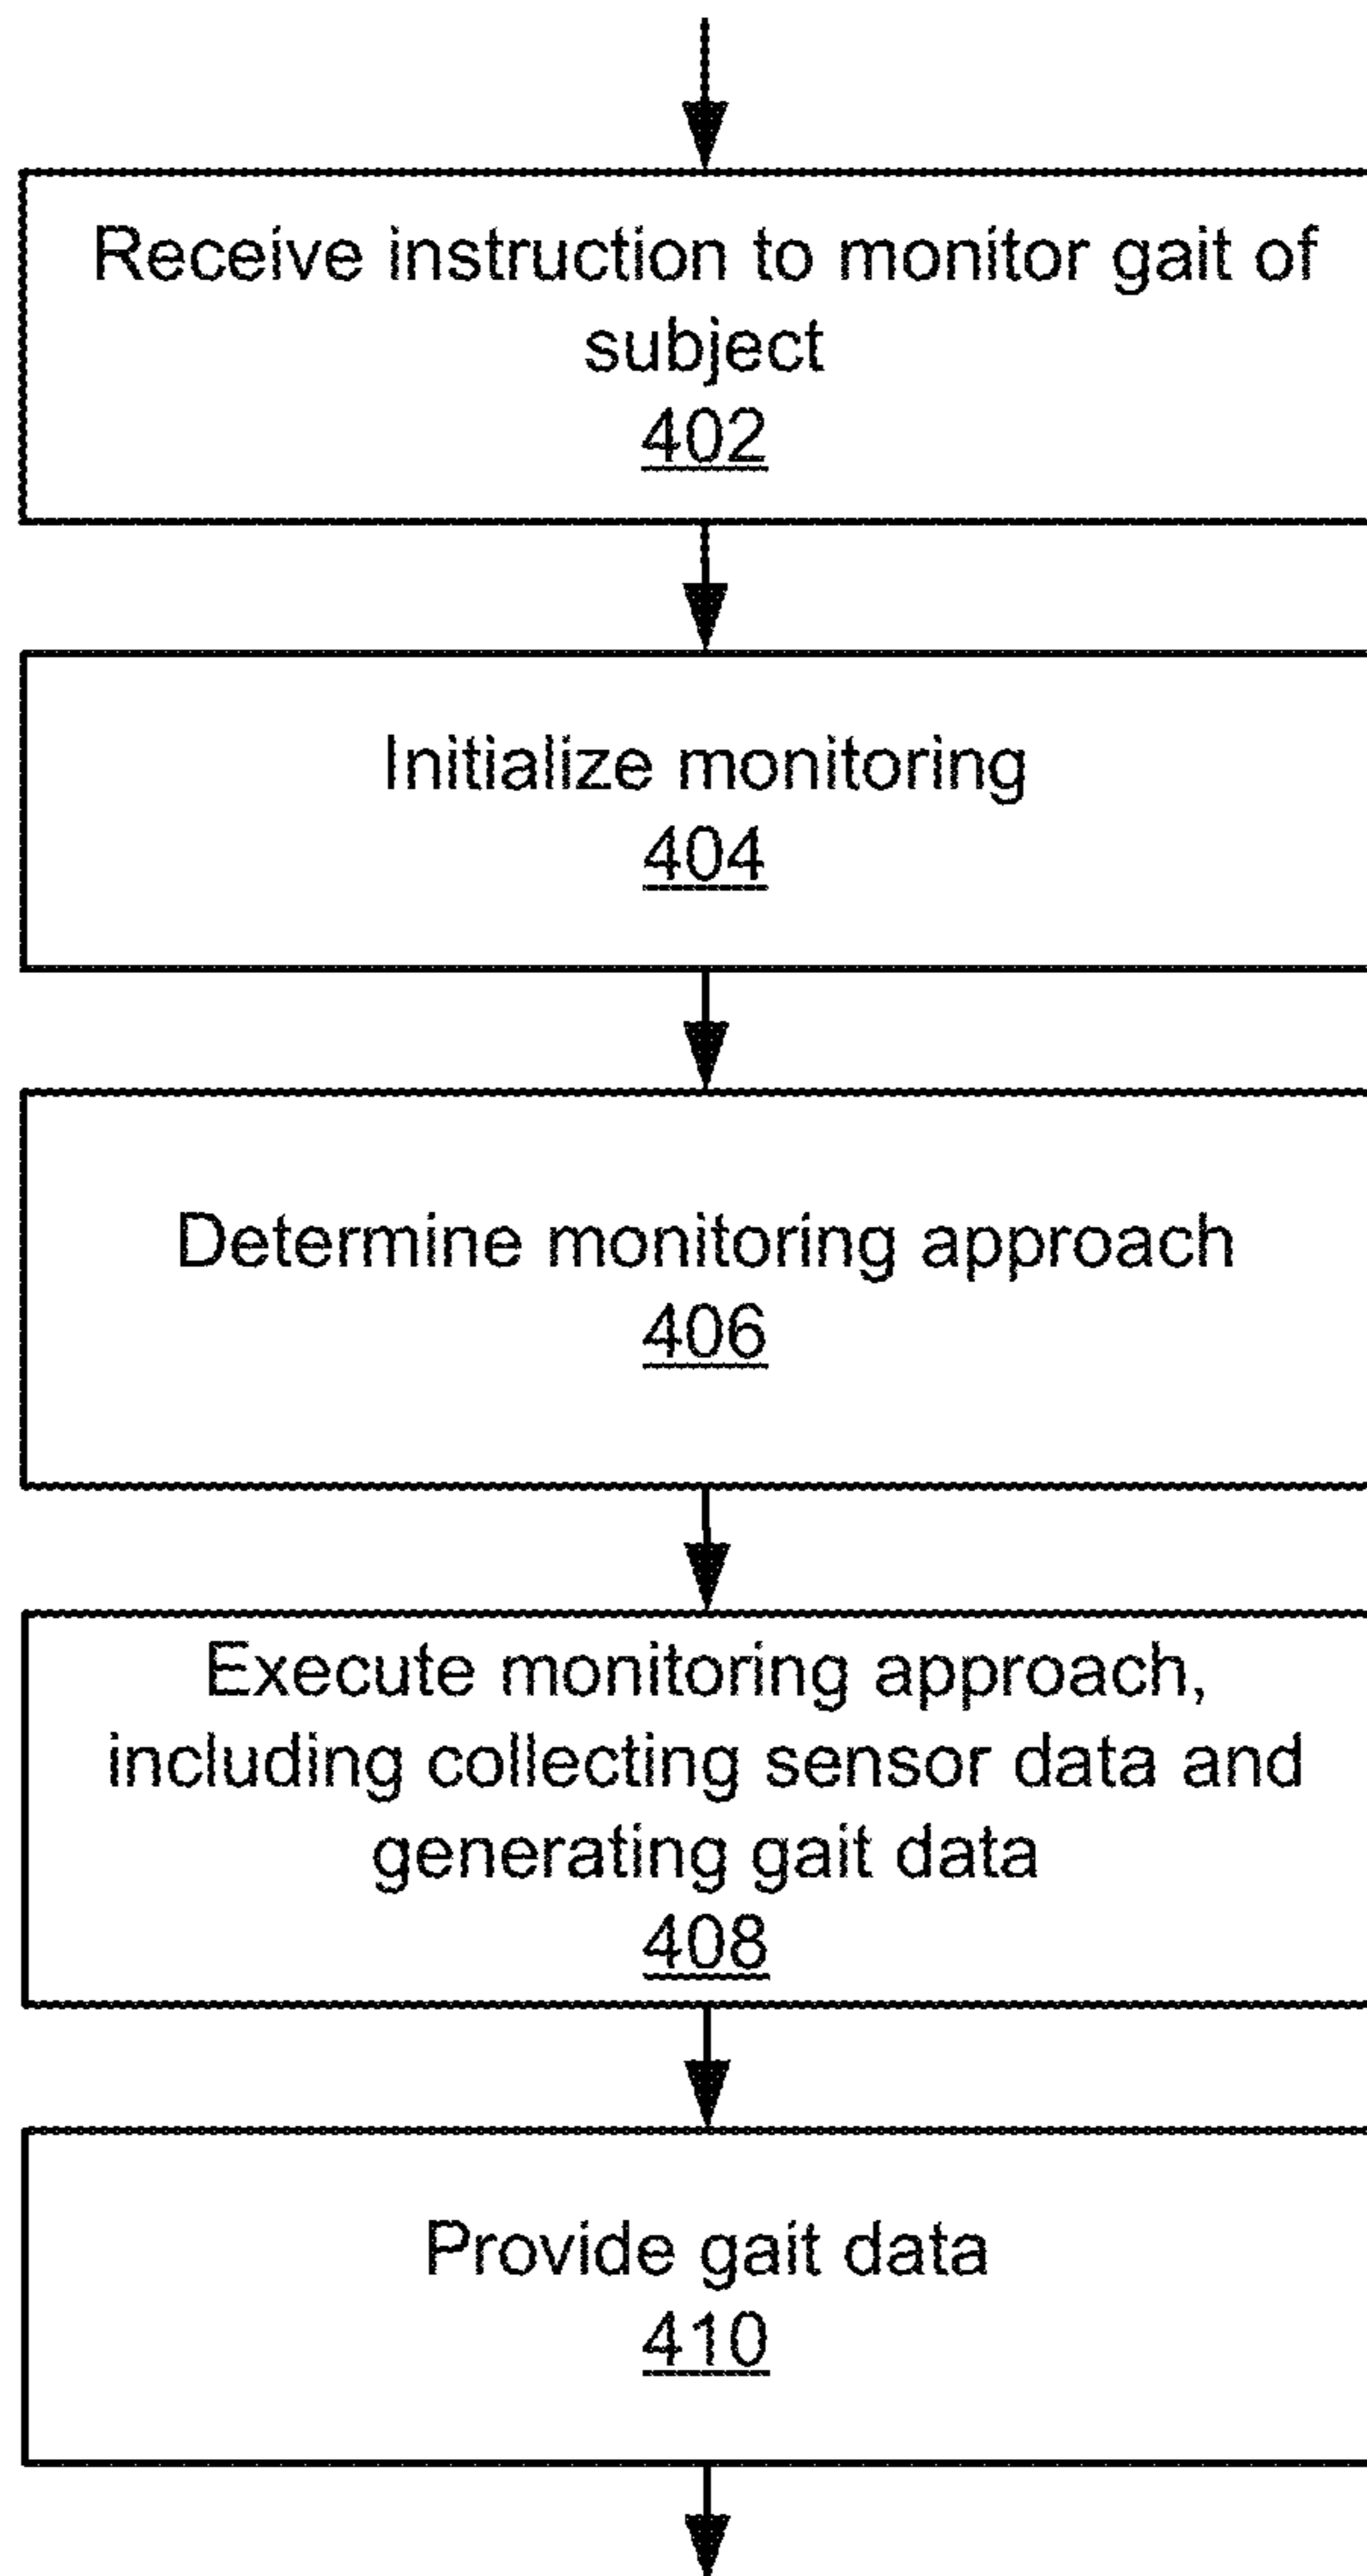 Receive instruction to monitor gait of
subject
402
Initialize monitoring
404
Determine monitoring approach
406
Execute monitoring approach,
including collecting sensor data and
generating gait data
408
Provide gait data
410